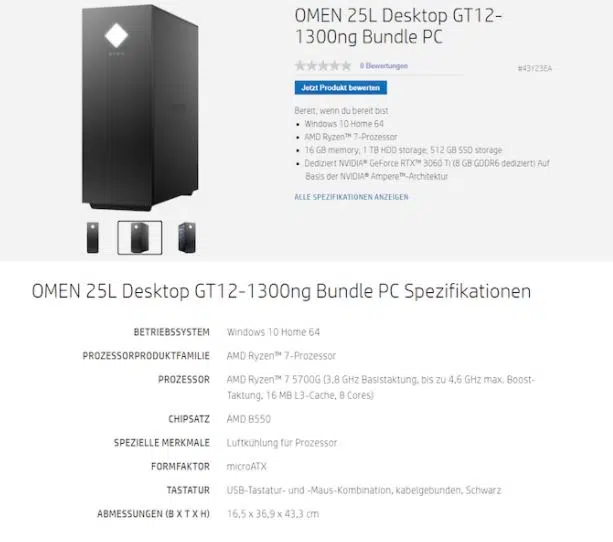 OMEN 25L Desktop GT12-
1300ng Bundle PC
0 Bewertungen
#43Y23EA
Jetzt Produkt bewerten
Bereit, wenn du bereit bist
• Windows 10 Home 64
• AMD Ryzen™ 7-Prozessor
• 16 GB memory; 1 TB HDD storage; 512 GB SSD storage
• Dediziert NVIDIA® GeForce RTX™ 3060 Ti (8 GB GDDR6 dediziert) Auf
Basis der NVIDIA® Ampere™-Architektur
ALLE SPEZIFIKATIONEN ANZEIGEN
OMEN 25L Desktop GT12-1300ng Bundle PC Spezifikationen
BETRIEBSSYSTEM Windows 10 Home 64
PROZESSORPRODUKTFAMILIE AMD Ryzen™ 7-Prozessor
PROZESSOR AMD Ryzen™ 7 5700G (3,8 GHz Basistaktung, bis zu 4,6 GHz max. Boost-
Taktung, 16 MB L3-Cache, 8 Cores)
CHIPSATZ AMD B550
SPEZIELLE MERKMALE Luftkühlung für Prozessor
FORMFAKTOR microATX
TASTATUR USB-Tastatur- und -Maus-Kombination, kabelgebunden, Schwarz
ABMESSUNGEN (B X T X H) 16,5 x 36,9 x 43,3 cm